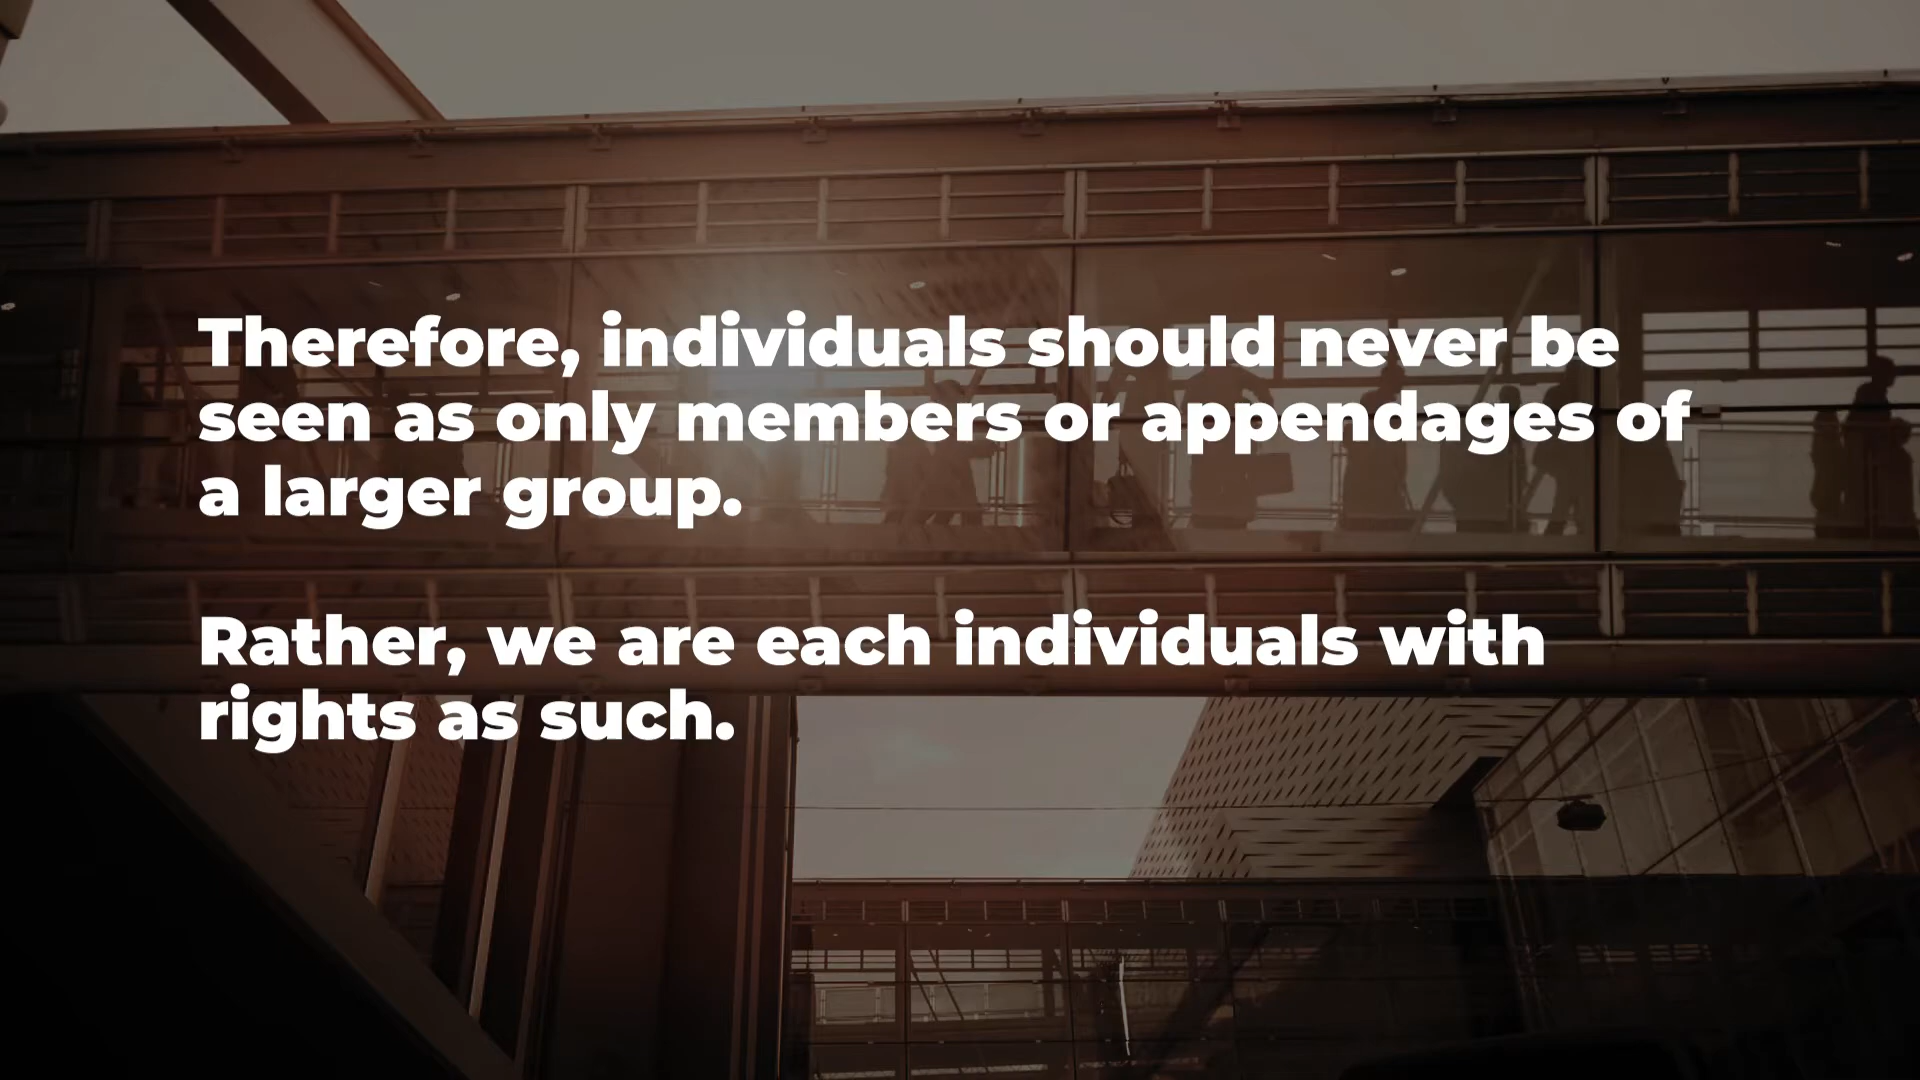 Therefore, individuals should never be
seen as only members or appendages of
a larger group.
Rather, we are each individuals with
rights as such.